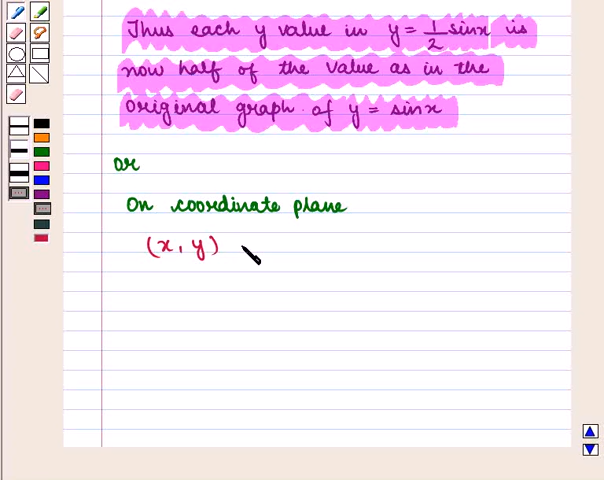 Thus each y value in y = 1/2 sinx is
now half of the value as in the
original graph of y = sinx
or
On coordinate plane
(x, y)